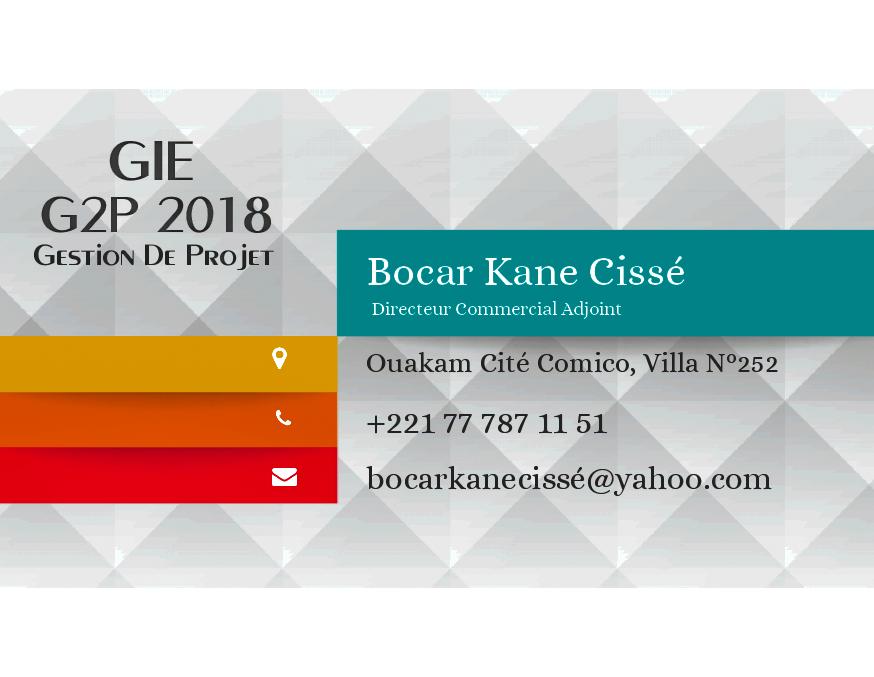 GIE
G2P 2018
Gestion De Projet
Bocar Kane Cissé
Directeur Commercial Adjoint
Ouakam Cité Comico, Villa Nº252
+221 77 787 11 51
bocarkanecissé@yahoo.com